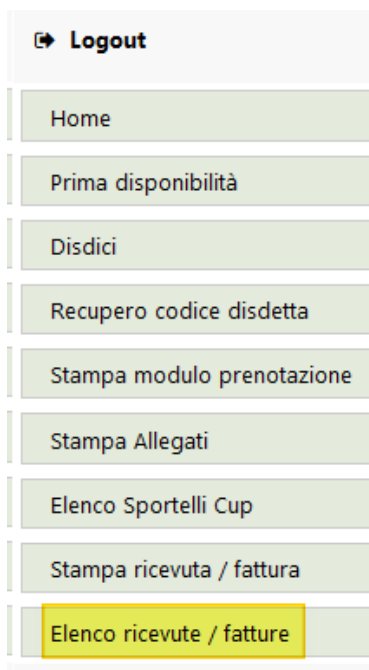 Logout
Home
Prima disponibilità
Disdici
Recupero codice disdetta
Stampa modulo prenotazione
Stampa Allegati
Elenco Sportelli Cup
Stampa ricevuta / fattura
Elenco ricevute / fatture